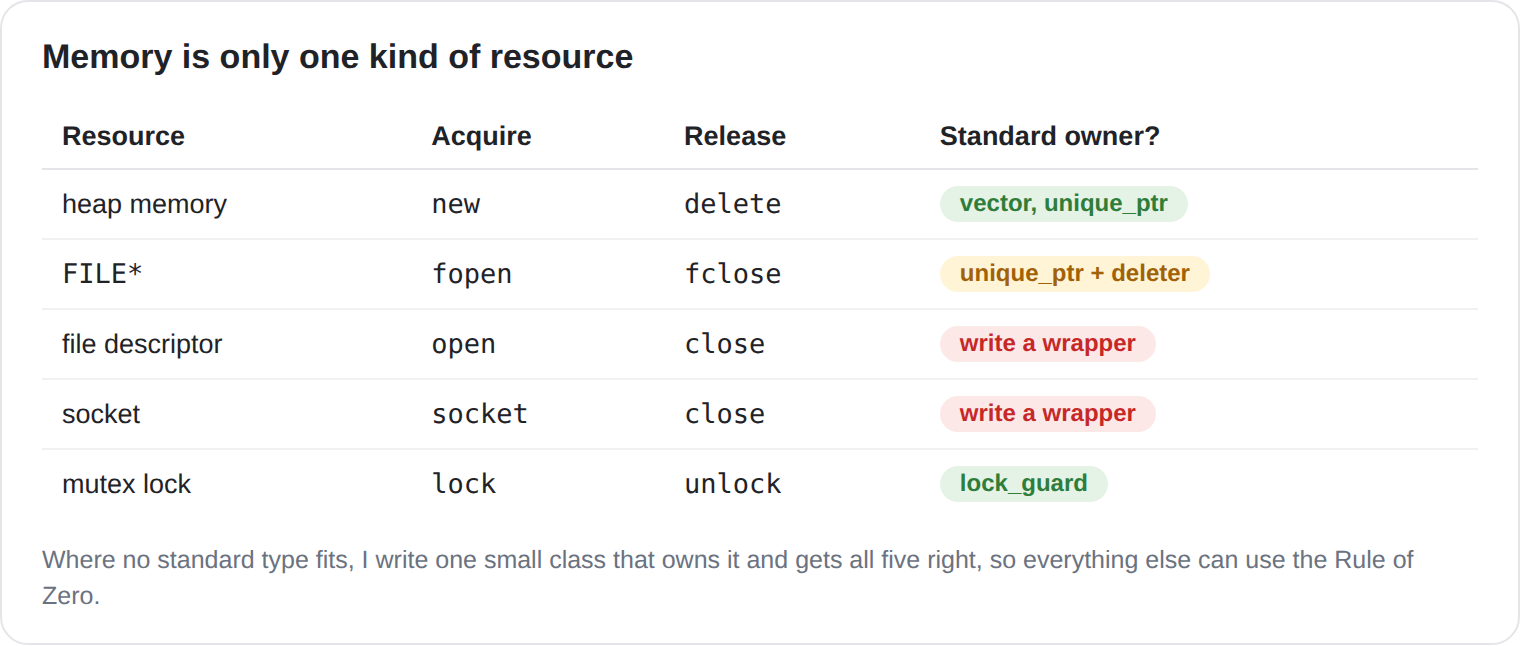 Memory is only one kind of resource
Resource Acquire Release Standard owner?
heap memory new delete vector, unique_ptr
FILE* fopen fclose unique_ptr + deleter
file descriptor open close write a wrapper
socket socket close write a wrapper
mutex lock lock unlock lock_guard
Where no standard type fits, I write one small class that owns it and gets all five right, so everything else can use the Rule of
Zero.